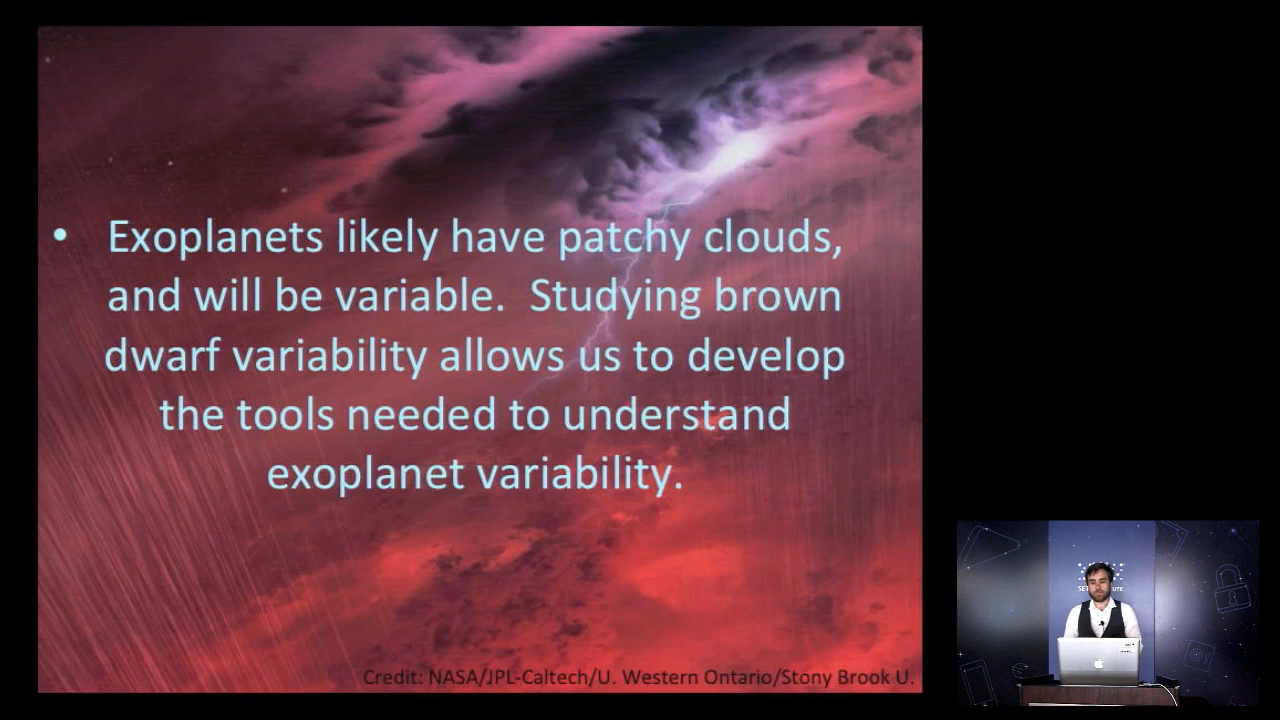 • Exoplanets likely have patchy clouds,
and will be variable.  Studying brown
dwarf variability allows us to develop
the tools needed to understand
exoplanet variability.
Credit: NASA/JPL-Caltech/U. Western Ontario/Stony Brook U.